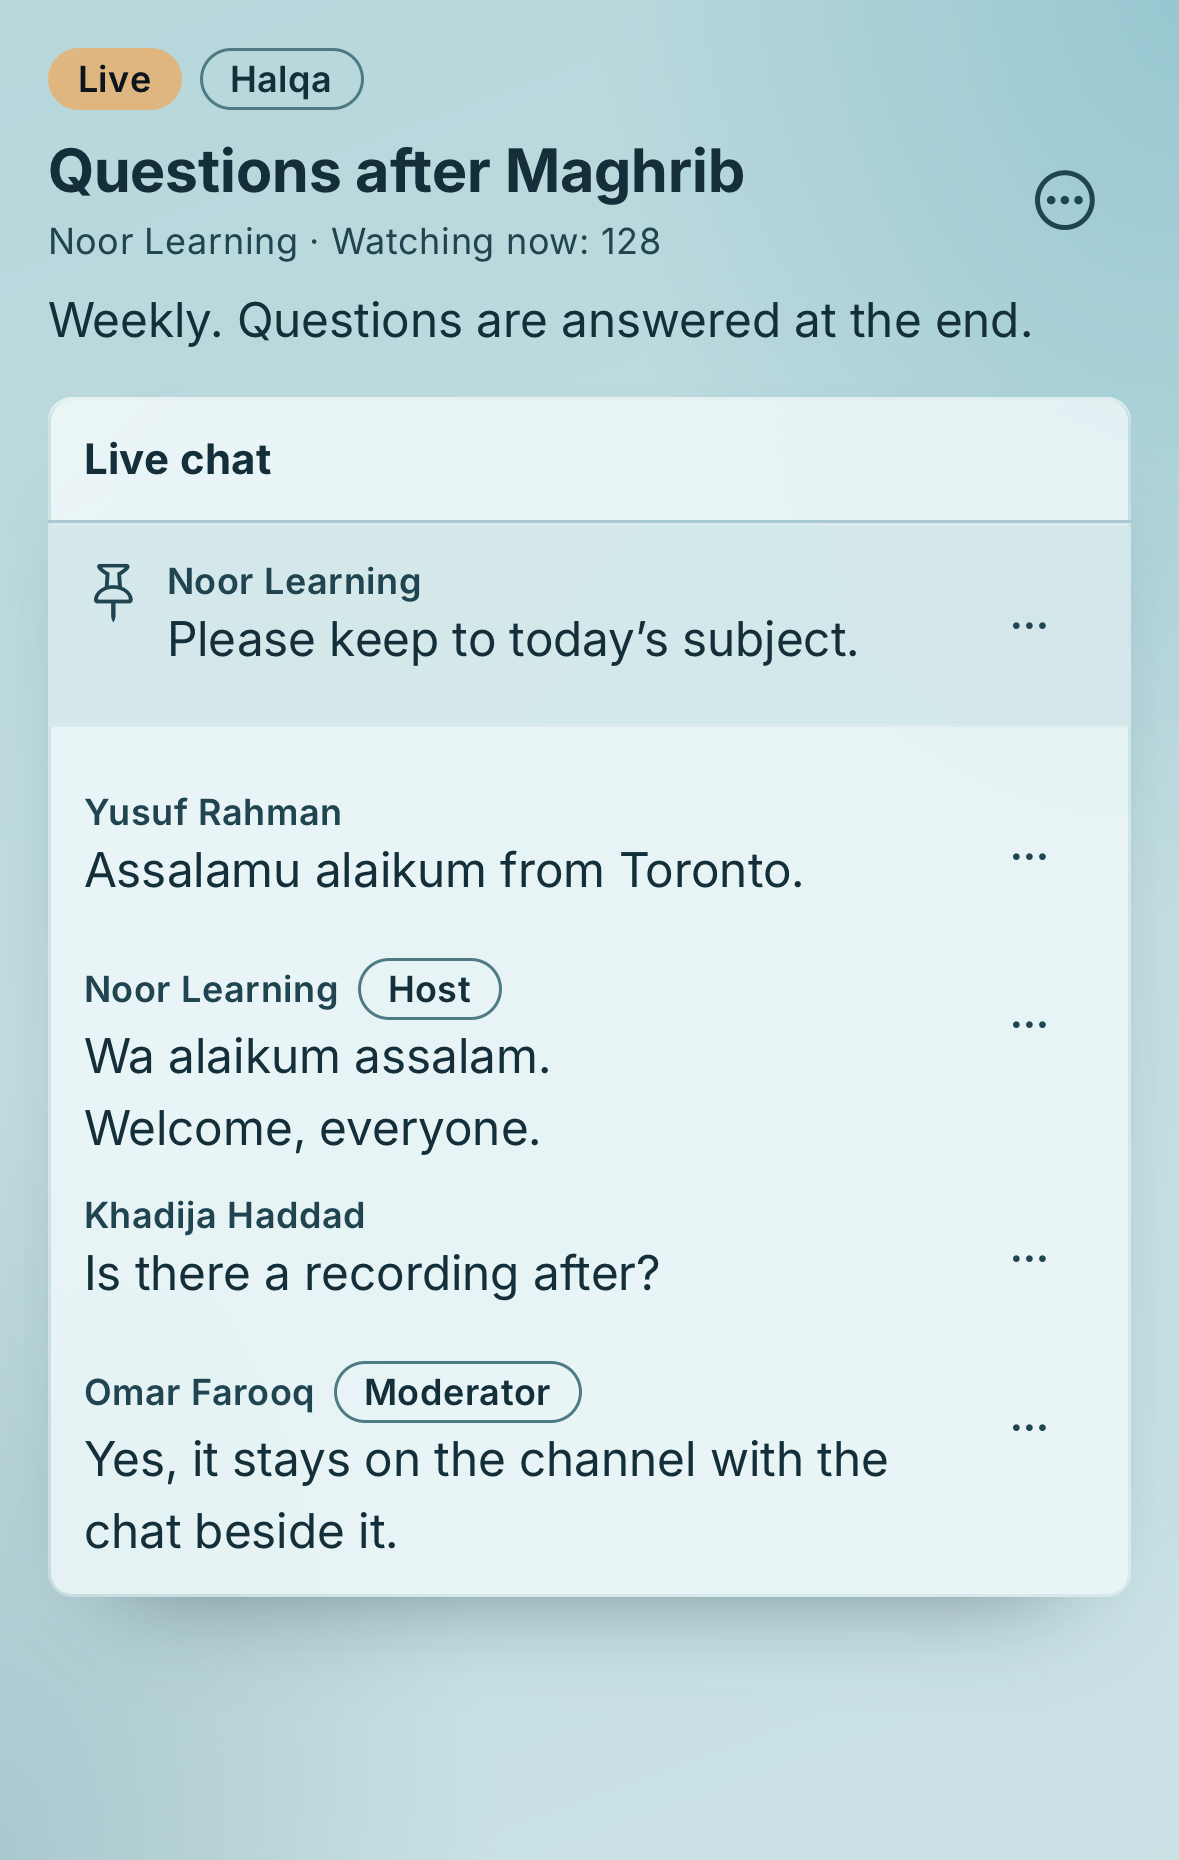 Live
Halqa
Questions after Maghrib
Noor Learning · Watching now: 128
Weekly. Questions are answered at the end.
Live chat
Noor Learning
Please keep to today’s subject.
Yusuf Rahman
Assalamu alaikum from Toronto.
Noor Learning
Host
Wa alaikum assalam.
Welcome, everyone.
Khadija Haddad
Is there a recording after?
Omar Farooq
Moderator
Yes, it stays on the channel with the
chat beside it.